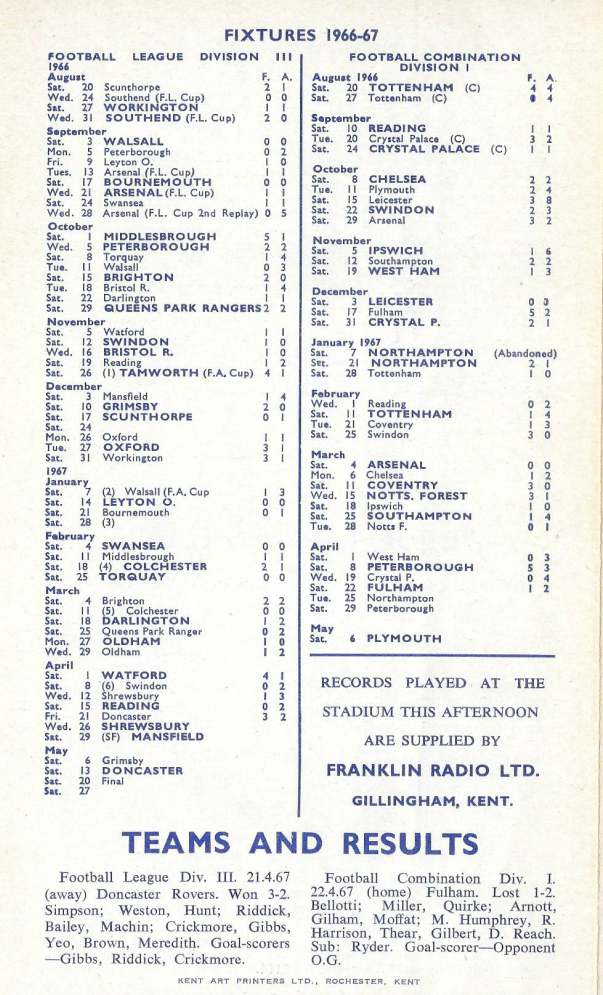 FIXTURES 1966-67
FOOTBALL LEAGUE DIVISION III
1966
August F. A.
Sat. 20 Scunthorpe 2 1
Wed. 24 Southend (F.L. Cup) 0 0
Sat. 27 WORKINGTON 1 1
Wed. 31 SOUTHEND (F.L. Cup) 2 0
September
Sat. 3 WALSALL 0 0
Mon. 5 Peterborough 0 2
Fri. 9 Leyton O. 1 0
Tues. 13 Arsenal (F.L. Cup) 1 1
Sat. 17 BOURNEMOUTH 0 0
Wed. 21 ARSENAL (F.L. Cup) 1 1
Sat. 24 Swansea 1 1
Wed. 28 Arsenal (F.L. Cup 2nd Replay) 0 5
October
Sat. 1 MIDDLESBROUGH 5 1
Wed. 5 PETERBOROUGH 2 2
Sat. 8 Torquay 1 4
Tue. 11 Walsall 0 3
Sat. 15 BRIGHTON 2 0
Tue. 18 Bristol R. 1 4
Sat. 22 Darlington 1 1
Sat. 29 QUEENS PARK RANGERS 2 2
November
Sat. 5 Watford 1 1
Sat. 12 SWINDON 1 0
Wed. 16 BRISTOL R. 1 0
Sat. 19 Reading 1 2
Sat. 26 (1) TAMWORTH (F.A. Cup) 4 1
December
Sat. 3 Mansfield 1 4
Sat. 10 GRIMSBY 2 0
Sat. 17 SCUNTHORPE 0 1
Sat. 24
Mon. 26 Oxford 1 1
Tue. 27 OXFORD 3 1
Sat. 31 Workington 3 1
1967
January
Sat. 7 (2) Walsall (F.A. Cup 1 3
Sat. 14 LEYTON O. 0 0
Sat. 21 Bournemouth 0 1
Sat. 28 (3)
February
Sat. 4 SWANSEA 0 0
Sat. 11 Middlesbrough 1 1
Sat. 18 (4) COLCHESTER 2 1
Sat. 25 TORQUAY 0 0
March
Sat. 4 Brighton 2 2
Sat. 11 (5) Colchester 0 0
Sat. 18 DARLINGTON 1 2
Sat. 25 Queens Park Ranger 0 2
Mon. 27 OLDHAM 1 0
Wed. 29 Oldham 1 2
April
Sat. 1 WATFORD 4 1
Sat. 8 (6) Swindon 0 2
Wed. 12 Shrewsbury 1 3
Sat. 15 READING 0 2
Fri. 21 Doncaster 3 2
Wed. 26 SHREWSBURY
Sat. 29 (SF) MANSFIELD
May
Sat. 6 Grimsby
Sat. 13 DONCASTER
Sat. 20 Final
Sat. 27
FOOTBALL COMBINATION
DIVISION I
August 1966 F. A.
Sat. 20 TOTTENHAM (C) 4 4
Sat. 27 Tottenham (C) 4
September
Sat. 10 READING 1 1
Tue. 20 Crystal Palace (C) 3 2
Sat. 24 CRYSTAL PALACE (C) 1 1
October
Sat. 8 CHELSEA 2 2
Tue. 11 Plymouth 2 4
Sat. 15 Leicester 3 8
Sat. 22 SWINDON 2 3
Sat. 29 Arsenal 3 2
November
Sat. 5 IPSWICH 1 6
Sat. 12 Southampton 2 2
Sat. 19 WEST HAM 1 3
December
Sat. 3 LEICESTER 0 0
Sat. 17 Fulham 5 2
Sat. 31 CRYSTAL P. 2 1
January 1967
Sat. 7 NORTHAMPTON (Abandoned)
Sat. 21 NORTHAMPTON 2 1
Sat. 28 Tottenham 1 0
February
Wed. 1 Reading 0 2
Sat. 11 TOTTENHAM 1 4
Tue. 21 Coventry 1 3
Sat. 25 Swindon 3 0
March
Sat. 4 ARSENAL 0 0
Mon. 6 Chelsea 1 2
Sat. 11 COVENTRY 3 0
Wed. 15 NOTTS. FOREST 3 1
Sat. 18 Ipswich 1 0
Sat. 25 SOUTHAMPTON 1 4
Tue. 28 Notts F. 0 1
April
Sat. 1 West Ham 0 3
Sat. 8 PETERBOROUGH 5 3
Wed. 19 Crystal P. 0 4
Sat. 22 FULHAM 1 2
Tue. 25 Northampton
Sat. 29 Peterborough
May
Sat. 6 PLYMOUTH
RECORDS PLAYED AT THE
STADIUM THIS AFTERNOON
ARE SUPPLIED BY
FRANKLIN RADIO LTD.
GILLINGHAM, KENT.
TEAMS AND RESULTS
Football League Div. III. 21.4.67
(away) Doncaster Rovers. Won 3-2.
Simpson; Weston, Hunt; Riddick,
Bailey, Machin; Crickmore, Gibbs,
Yeo, Brown, Meredith. Goal-scorers
—Gibbs, Riddick, Crickmore.
Football Combination Div. I.
22.4.67 (home) Fulham. Lost 1-2.
Bellotti; Miller, Quirke; Arnott,
Gilham, Moffat; M. Humphrey, R.
Harrison, Thear, Gilbert, D. Reach.
Sub: Ryder. Goal-scorer—Opponent
O.G.
KENT ART PRINTERS LTD., ROCHESTER, KENT